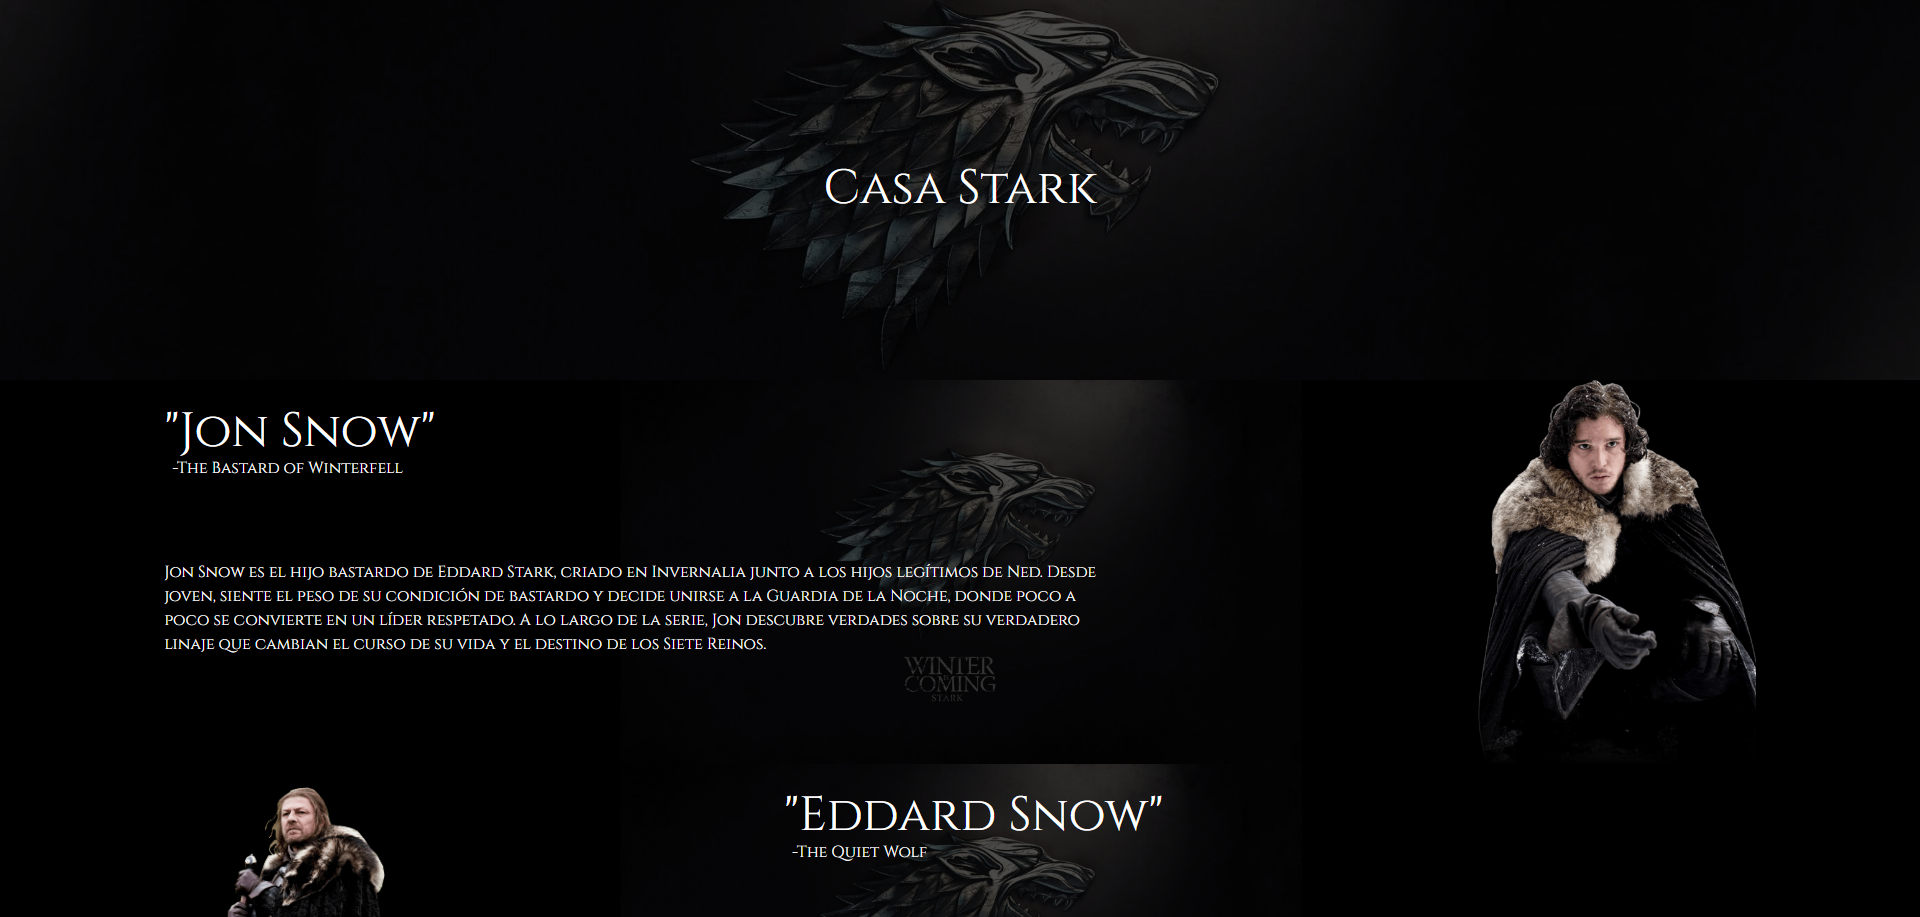 Casa Stark
"Jon Snow"
-The Bastard of Winterfell
Jon Snow es el hijo bastardo de Eddard Stark, criado en Invernalia junto a los hijos legítimos de Ned. Desde
joven, siente el peso de su condición de bastardo y decide unirse a la Guardia de la Noche, donde poco a
poco se convierte en un líder respetado. A lo largo de la serie, Jon descubre verdades sobre su verdadero
linaje que cambian el curso de su vida y el destino de los Siete Reinos.
WINTER
IS
COMING
STARK
"Eddard Snow"
-The Quiet Wolf